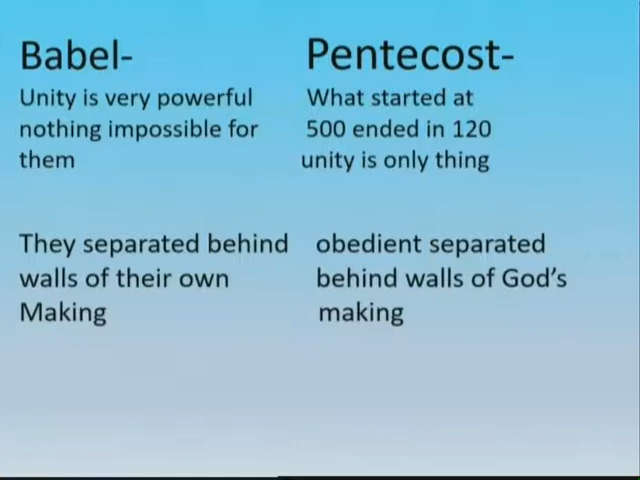 Babel-
Unity is very powerful
nothing impossible for
them
They separated behind
walls of their own
Making
Pentecost-
What started at
500 ended in 120
unity is only thing
obedient separated
behind walls of God's
making